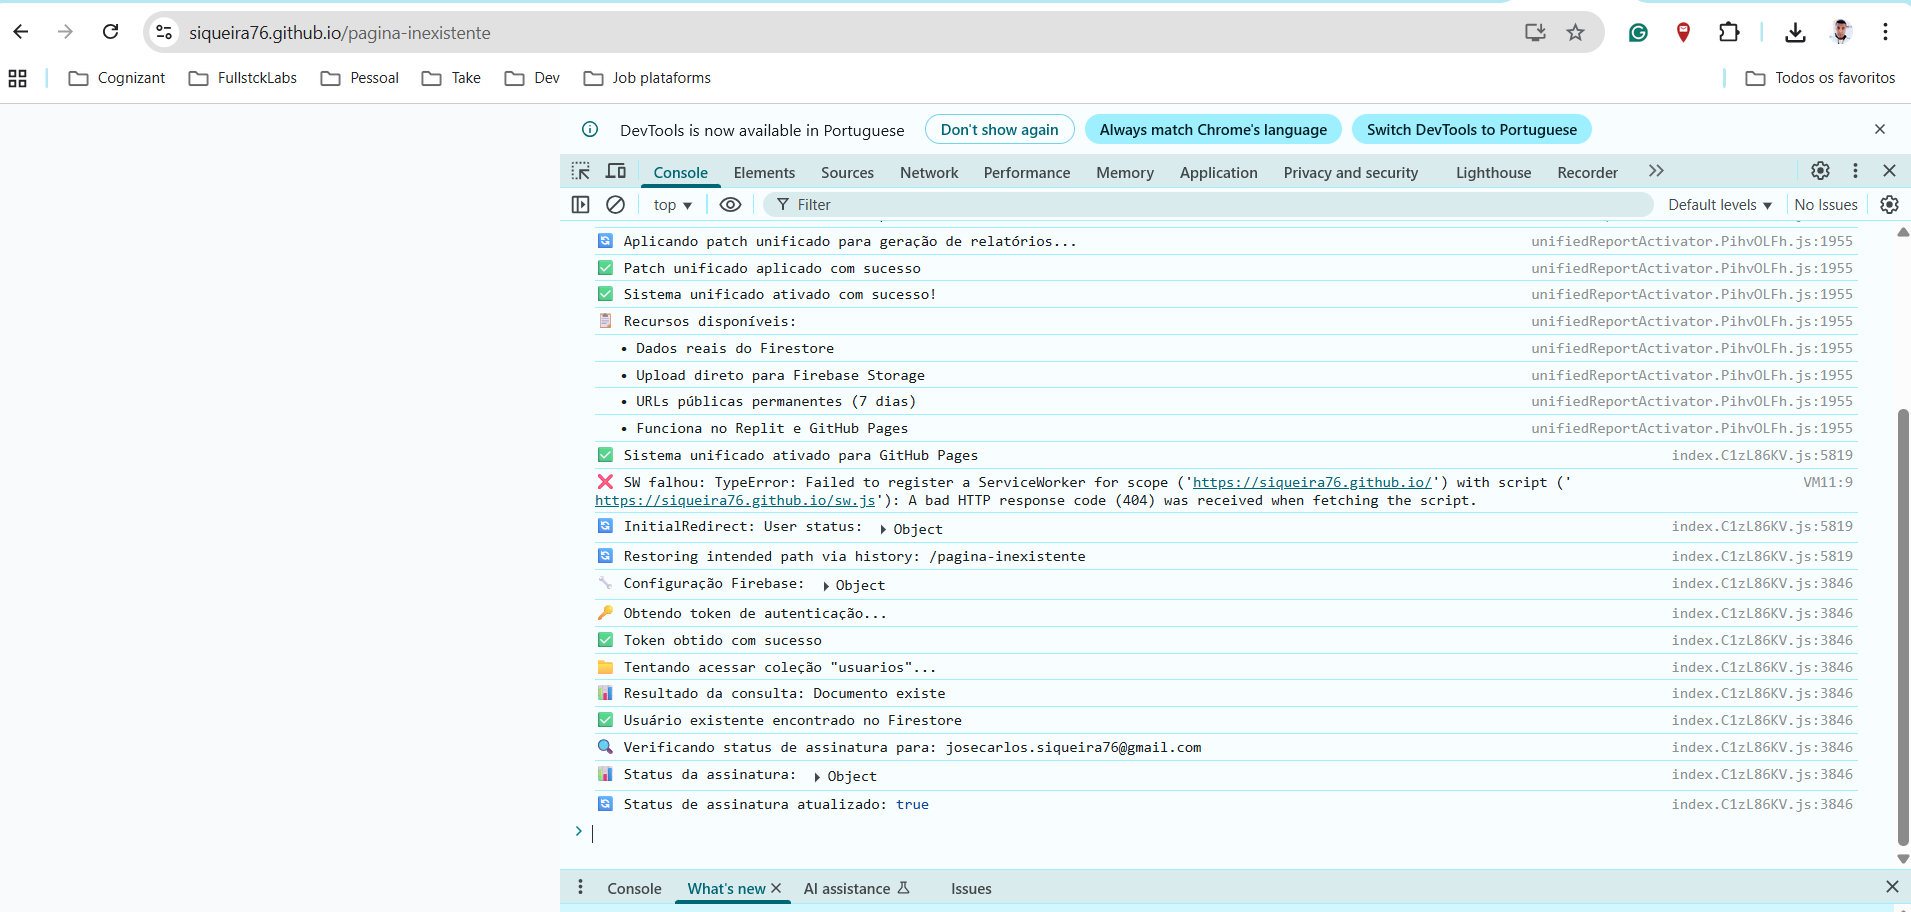 siqueira76.github.io/pagina-inexistente
Cognizant
FullstckLabs
Pessoal
Take
Dev
Job plataforms
Todos os favoritos
DevTools is now available in Portuguese
Don't show again
Always match Chrome's language
Switch DevTools to Portuguese
Console
Elements
Sources
Network
Performance
Memory
Application
Privacy and security
Lighthouse
Recorder
top
Filter
Default levels
No Issues
Aplicando patch unificado para geração de relatórios... unifiedReportActivator.PihvOLFh.js:1955
Patch unificado aplicado com sucesso unifiedReportActivator.PihvOLFh.js:1955
Sistema unificado ativado com sucesso! unifiedReportActivator.PihvOLFh.js:1955
Recursos disponíveis: unifiedReportActivator.PihvOLFh.js:1955
• Dados reais do Firestore unifiedReportActivator.PihvOLFh.js:1955
• Upload direto para Firebase Storage unifiedReportActivator.PihvOLFh.js:1955
• URLs públicas permanentes (7 dias) unifiedReportActivator.PihvOLFh.js:1955
• Funciona no Replit e GitHub Pages unifiedReportActivator.PihvOLFh.js:1955
Sistema unificado ativado para GitHub Pages index.C1zL86KV.js:5819
SW falhou: TypeError: Failed to register a ServiceWorker for scope ('https://siqueira76.github.io/') with script (' VM11:9
https://siqueira76.github.io/sw.js'): A bad HTTP response code (404) was received when fetching the script.
InitialRedirect: User status: Object index.C1zL86KV.js:5819
Restoring intended path via history: /pagina-inexistente index.C1zL86KV.js:5819
Configuração Firebase: Object index.C1zL86KV.js:3846
Obtendo token de autenticação... index.C1zL86KV.js:3846
Token obtido com sucesso index.C1zL86KV.js:3846
Tentando acessar coleção "usuarios"... index.C1zL86KV.js:3846
Resultado da consulta: Documento existe index.C1zL86KV.js:3846
Usuário existente encontrado no Firestore index.C1zL86KV.js:3846
Verificando status de assinatura para: josecarlos.siqueira76@gmail.com index.C1zL86KV.js:3846
Status da assinatura: Object index.C1zL86KV.js:3846
Status de assinatura atualizado: true index.C1zL86KV.js:3846
Console
What's new
AI assistance
Issues